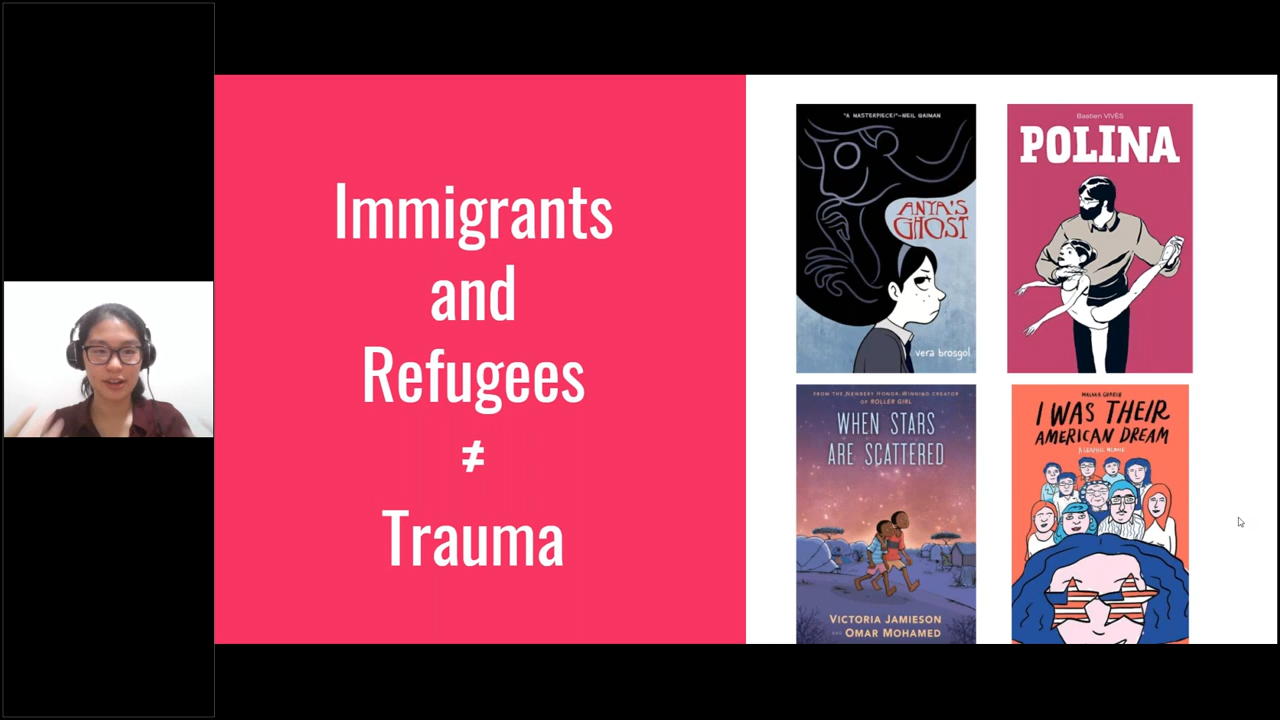 Immigrants
and
Refugees
≠
Trauma
"A MASTERPIECE!"—NEIL GAIMAN
ANYA'S
GHOST
vera brosgol
Bastien VIVÈS
POLINA
FROM THE NEWBERY HONOR-WINNING CREATOR
OF ROLLER GIRL
WHEN STARS
ARE SCATTERED
VICTORIA JAMIESON
AND OMAR MOHAMED
MALAKA GHARIB
I WAS THEIR
AMERICAN DREAM
A GRAPHIC MEMOIR